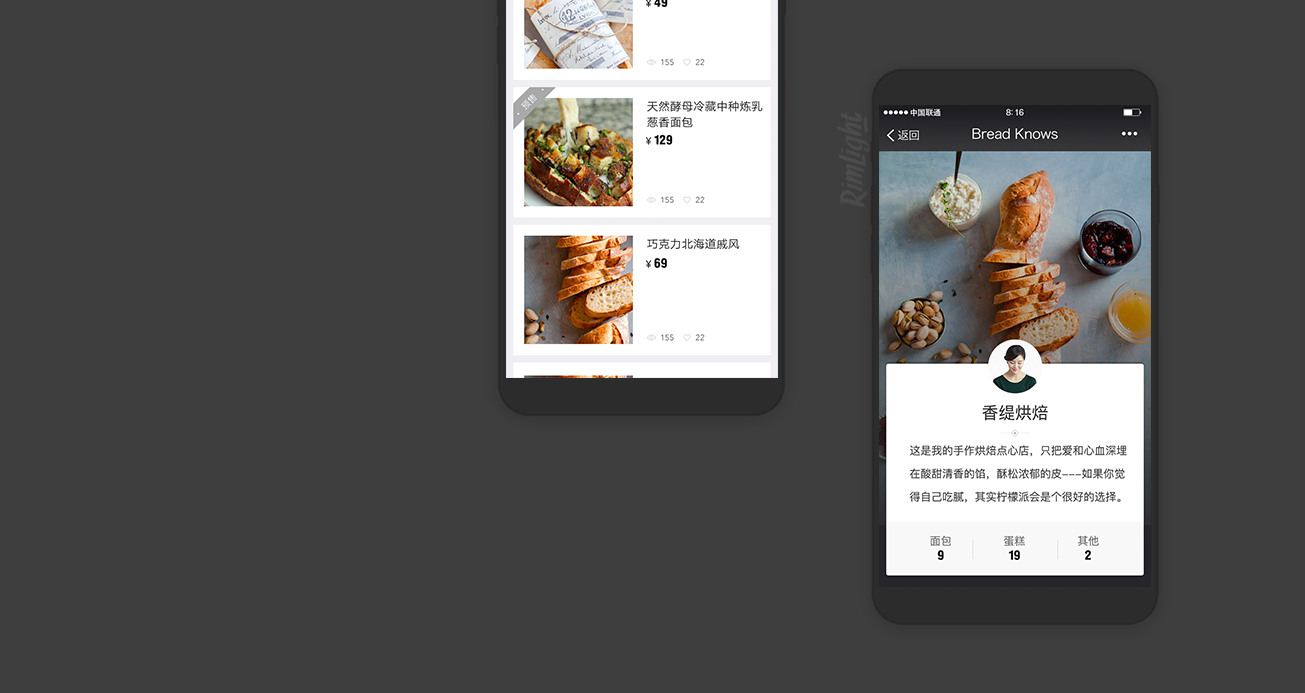 ¥ 49
155 22
预售
天然酵母冷藏中种炼乳
葱香面包
¥ 129
155 22
巧克力北海道戚风
¥ 69
155 22
RimLight
中国联通 8:16
返回 Bread Knows
香缇烘焙
这是我的手作烘焙点心店，只把爱和心血深埋
在酸甜清香的馅，酥松浓郁的皮---如果你觉
得自己吃腻，其实柠檬派会是个很好的选择。
面包 蛋糕 其他
9 19 2